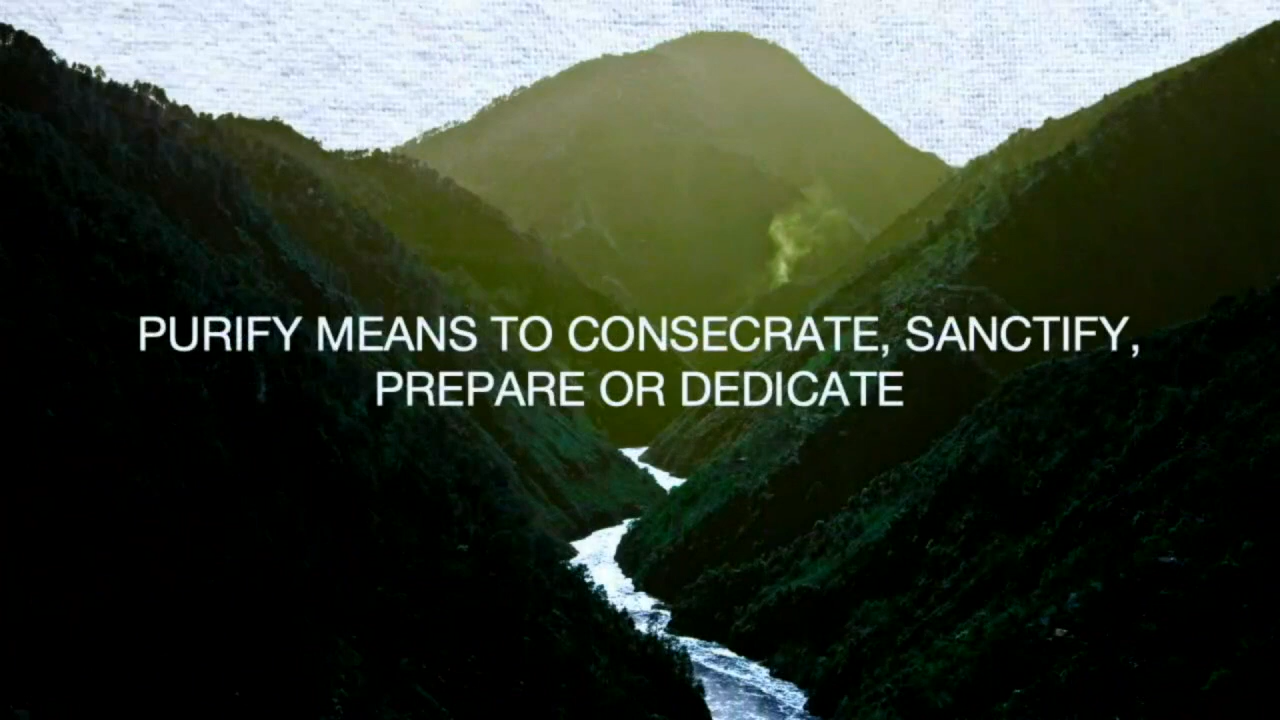 PURIFY MEANS TO CONSECRATE, SANCTIFY,
PREPARE OR DEDICATE